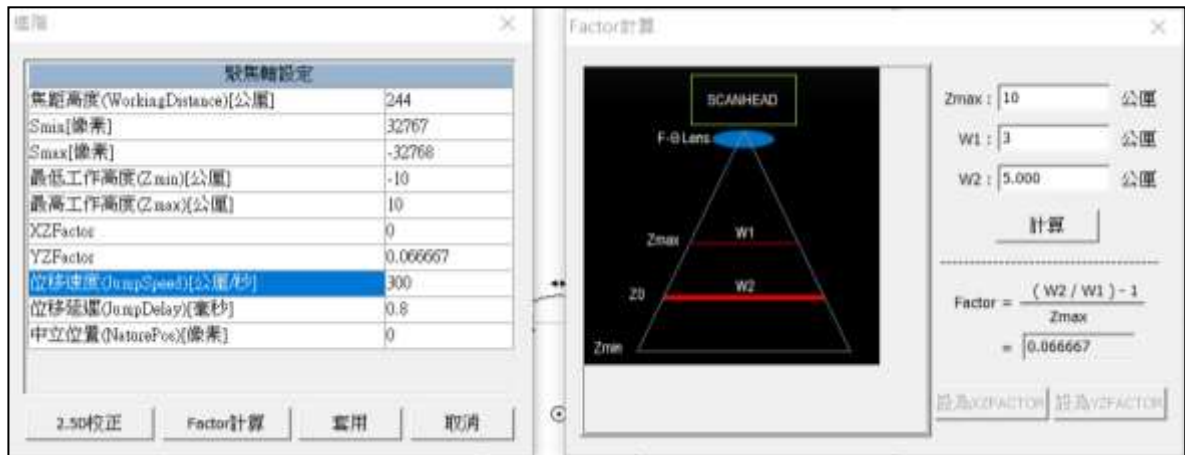 進階
聚焦軸設定
焦距高度(WorkingDistance)[公厘] 244
Smin[像素] 32767
Smax[像素] -32768
最低工作高度(Zmin)[公厘] -10
最高工作高度(Zmax)[公厘] 10
XZFactor 0
YZFactor 0.066667
位移速度(JumpSpeed)[公厘/秒] 300
位移延遲(JumpDelay)[毫秒] 0.8
中立位置(NaturePos)[像素] 0
2.5D校正 Factor計算 套用 取消
Factor計算
SCANHEAD
F-θ Lens
Zmax W1
Z0 W2
Zmin
Zmax : 10 公厘
W1 : 3 公厘
W2 : 5.000 公厘
計算
Factor = ( W2 / W1 ) - 1
Zmax
= 0.066667
設為XZFACTOR 設為YZFACTOR